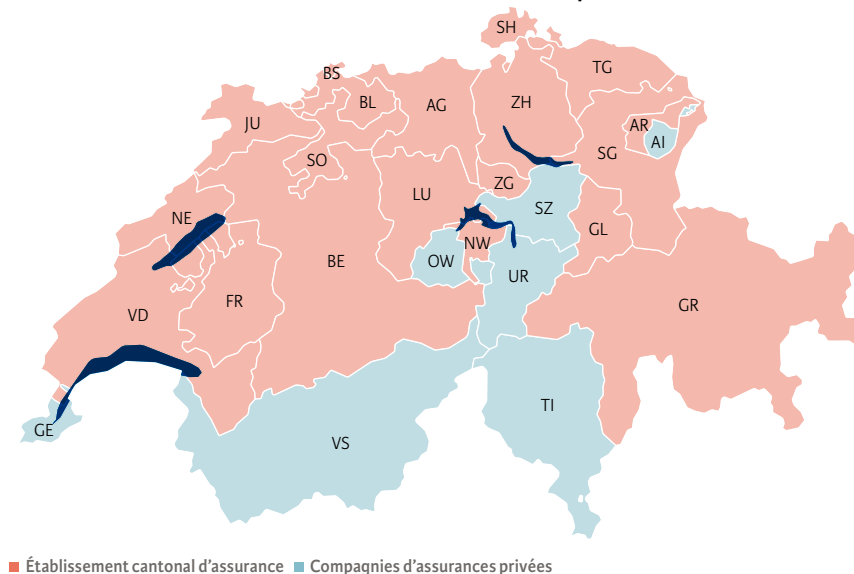 SH
BS
TG
BL
AG
ZH
JU
AR
AI
SO
SG
ZG
LU
SZ
NE
GL
NW
BE
OW
UR
FR
VD
GR
TI
GE
VS
Établissement cantonal d'assurance Compagnies d'assurances privées